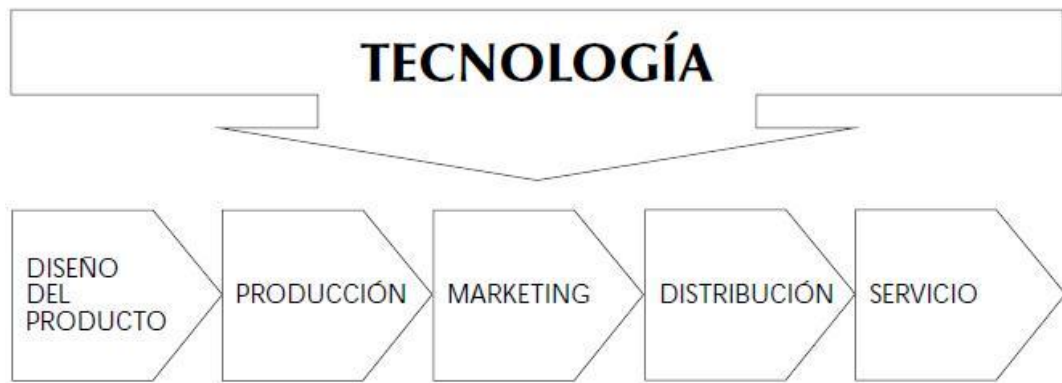 TECNOLOGÍA
DISEÑO
DEL
PRODUCTO
PRODUCCIÓN
MARKETING
DISTRIBUCIÓN
SERVICIO